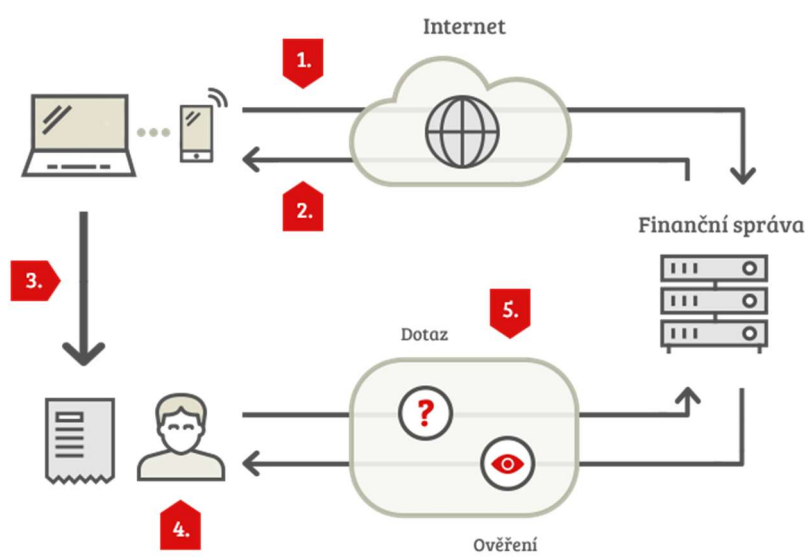 Internet
1.
2.
Finanční správa
3.
5.
Dotaz
?
4.
Ověření